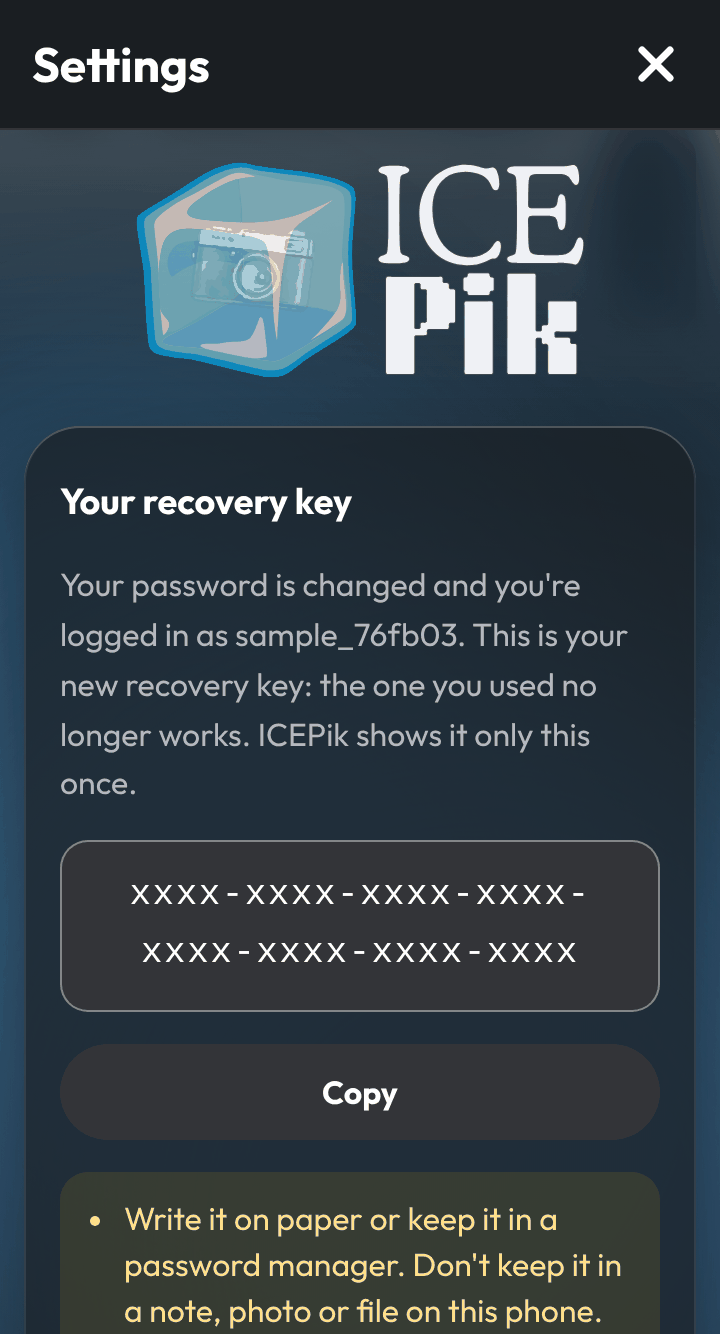 Settings
ICE
Pik
Your recovery key
Your password is changed and you're
logged in as sample_76fb03. This is your
new recovery key: the one you used no
longer works. ICEPik shows it only this
once.
XXXX-XXXX-XXXX-XXXX-
XXXX-XXXX-XXXX-XXXX
Copy
• Write it on paper or keep it in a
password manager. Don't keep it in
a note, photo or file on this phone.